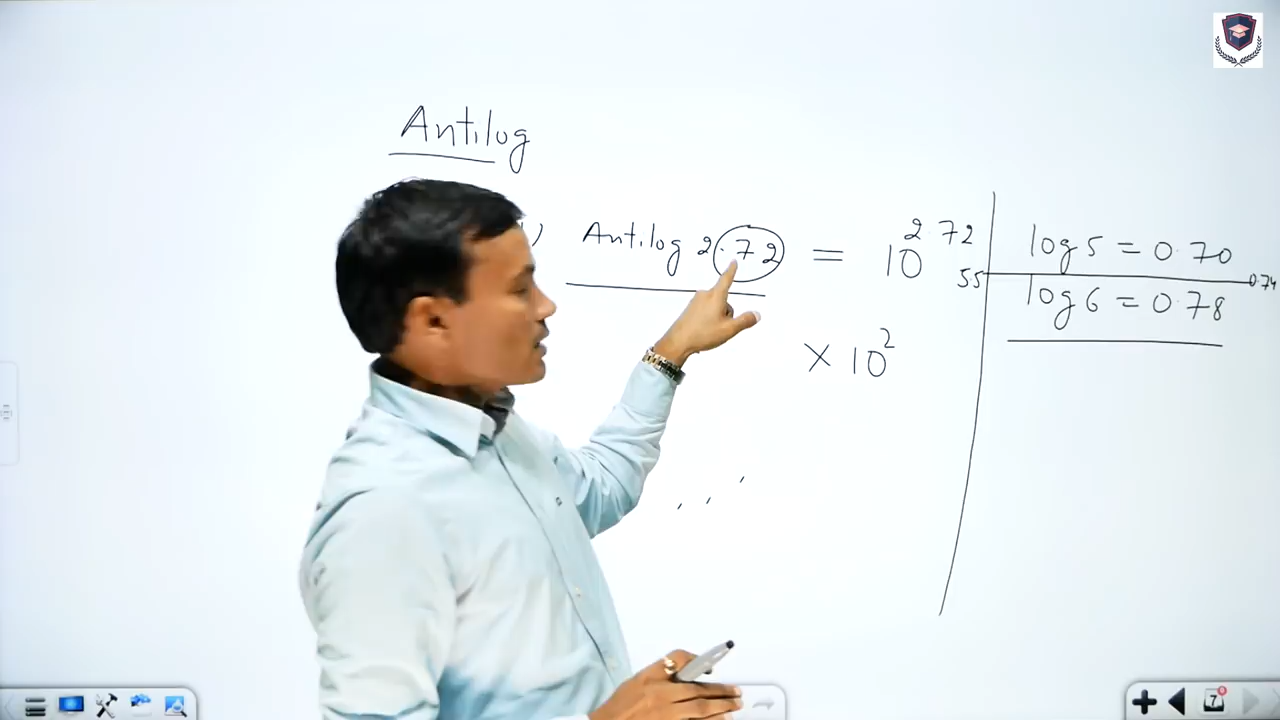 Antilog
Antilog 2.72 = 10^2.72
× 10^2
log 5 = 0.70
55 0.74
log 6 = 0.78
7